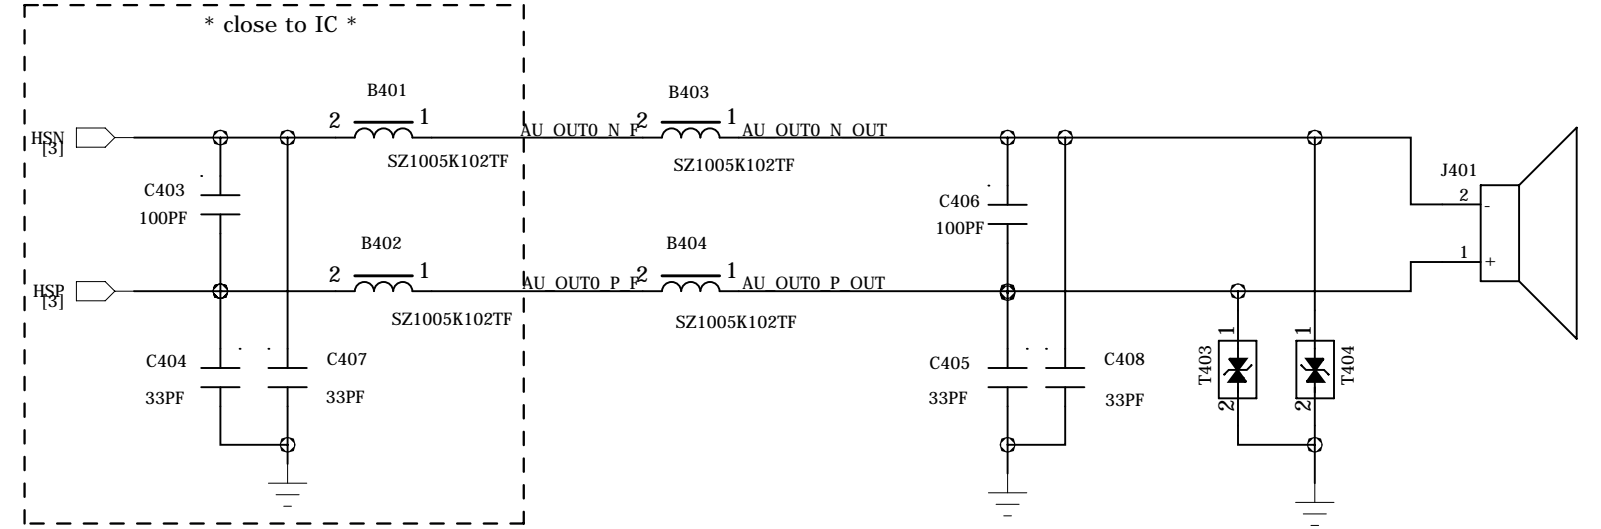 * close to IC *
B401
B403
2
1
2
1
HSN
[3]
AU_OUT0_N_F
AU_OUT0_N_OUT
SZ1005K102TF
SZ1005K102TF
J401
C403
100PF
C406
100PF
2
-
B402
B404
2
1
2
1
1
+
HSP
[3]
AU_OUT0_P_F
AU_OUT0_P_OUT
SZ1005K102TF
SZ1005K102TF
C404
33PF
C407
33PF
C405
33PF
C408
33PF
1
T403
2
1
T404
2